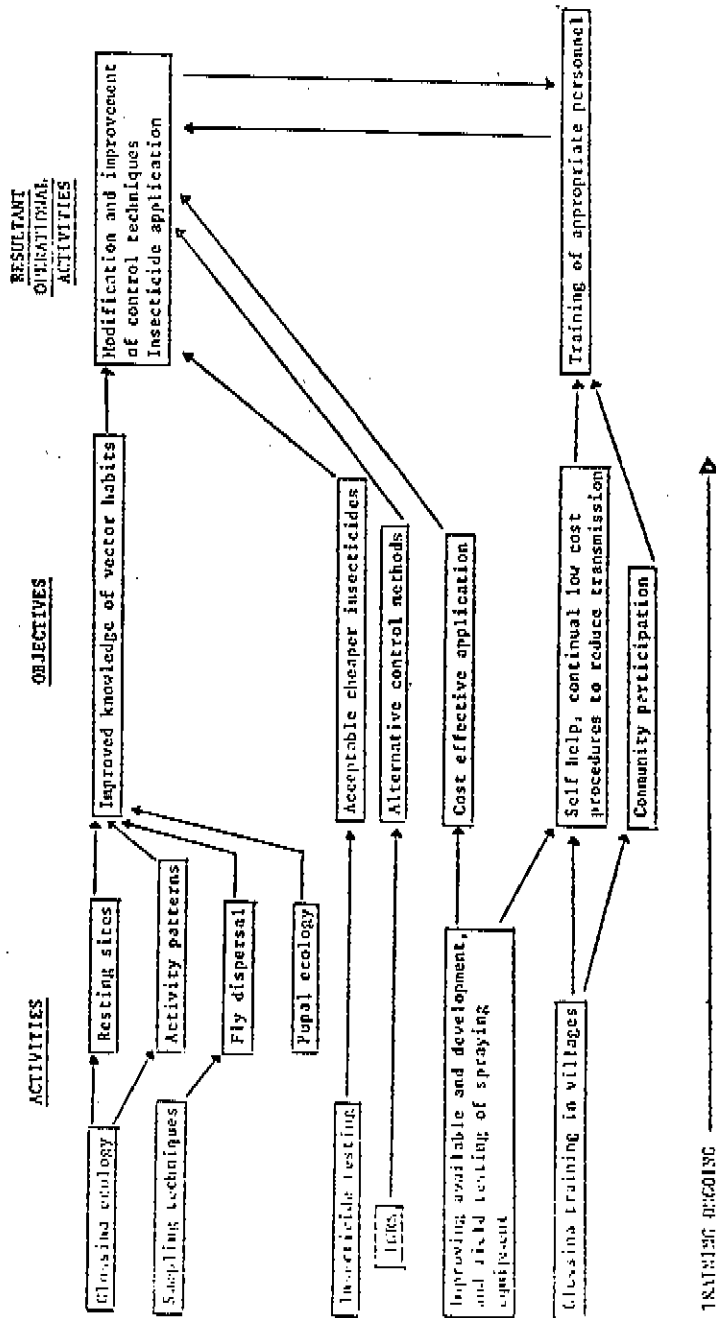 ACTIVITIES
OBJECTIVES
RESULTANT
OPERATIONAL
ACTIVITIES
Glossina ecology
Resting sites
Activity patterns
Sampling techniques
Fly dispersal
Pupal ecology
Improved knowledge of vector habits
Modification and improvement
of control techniques
Insecticide application
Insecticide testing
Acceptable cheaper insecticides
Alternative control methods
Improving available and development,
and field testing of spraying
equipment
Cost effective application
Glossina training in villages
Self help, continual low cost
procedures to reduce transmission
Community participation
Training of appropriate personnel
TRAINING ONGOING